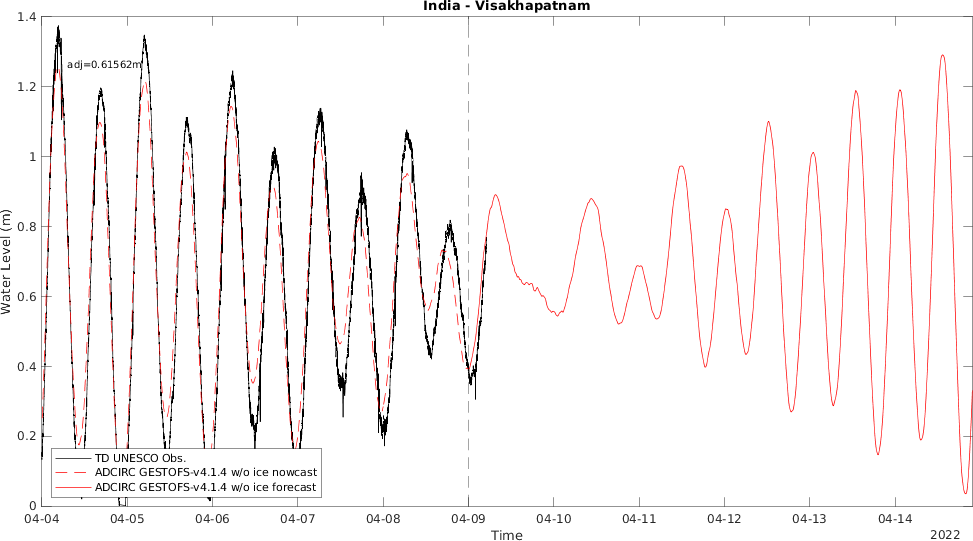 India - Visakhapatnam
1.4
1.2
1
0.8
0.6
0.4
0.2
0
Water Level (m)
adj=0.61562m
TD UNESCO Obs.
ADCIRC GESTOFS-v4.1.4 w/o ice nowcast
ADCIRC GESTOFS-v4.1.4 w/o ice forecast
04-04 04-05 04-06 04-07 04-08 04-09 04-10 04-11 04-12 04-13 04-14
Time
2022